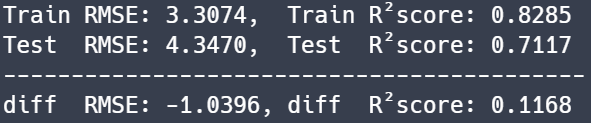 Train RMSE: 3.3074,  Train R²score: 0.8285
Test  RMSE: 4.3470,  Test  R²score: 0.7117
-------------------------------------------
diff  RMSE: -1.0396, diff  R²score: 0.1168